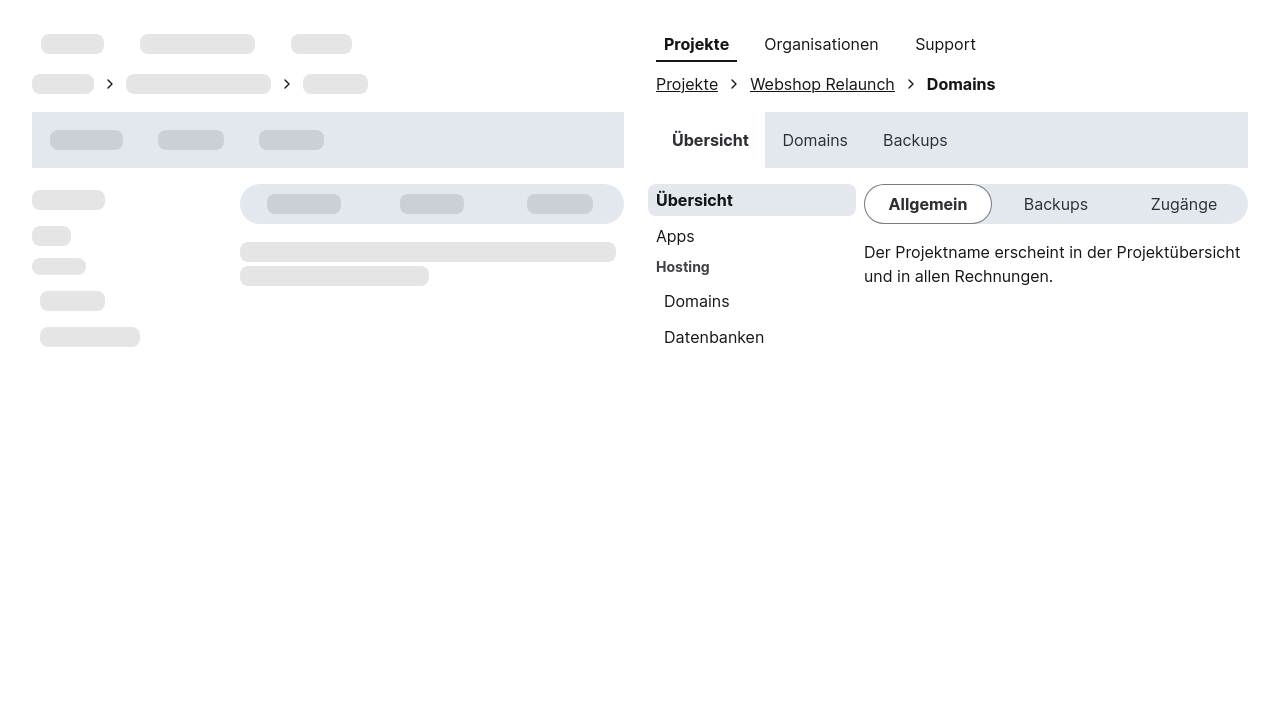 Projekte Organisationen Support
Projekte Webshop Relaunch Domains
Übersicht Domains Backups
Übersicht
Apps
Hosting
Domains
Datenbanken
Allgemein Backups Zugänge
Der Projektname erscheint in der Projektübersicht
und in allen Rechnungen.